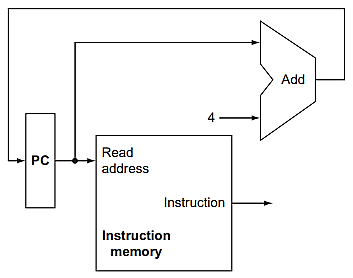 Add
4
PC
Read
address
Instruction
Instruction
memory